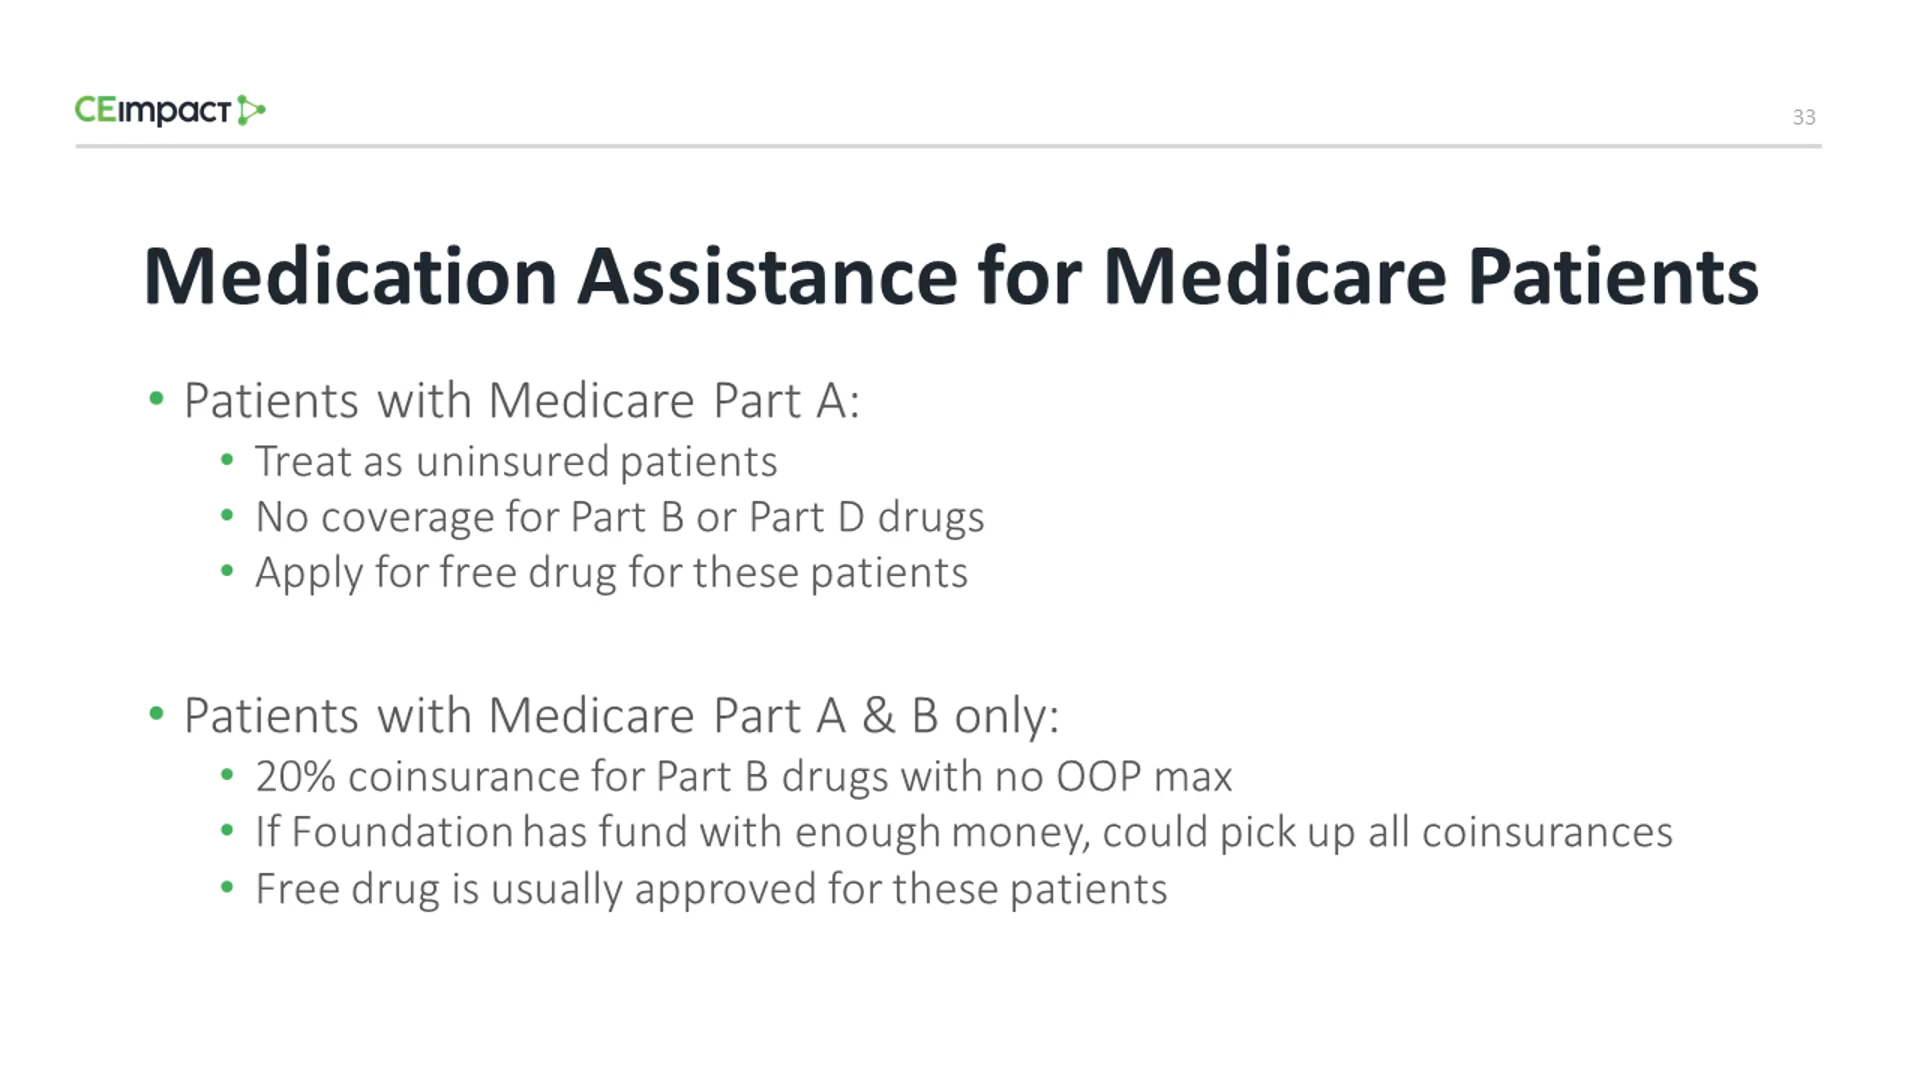 CEimpact
33
Medication Assistance for Medicare Patients
• Patients with Medicare Part A:
• Treat as uninsured patients
• No coverage for Part B or Part D drugs
• Apply for free drug for these patients
• Patients with Medicare Part A & B only:
• 20% coinsurance for Part B drugs with no OOP max
• If Foundation has fund with enough money, could pick up all coinsurances
• Free drug is usually approved for these patients